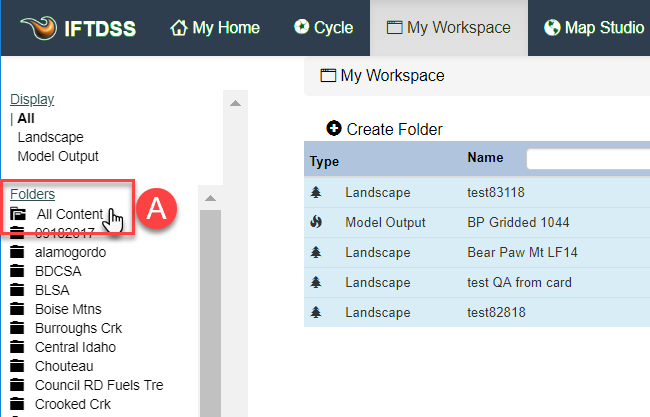 IFTDSS My Home Cycle My Workspace Map Studio
My Workspace
Display
| All
Landscape
Model Output
Folders
All Content
A
09182017
alamogordo
BDCSA
BLSA
Boise Mtns
Burroughs Crk
Central Idaho
Chouteau
Council RD Fuels Tre
Crooked Crk
Create Folder
Type Name
Landscape test83118
Model Output BP Gridded 1044
Landscape Bear Paw Mt LF14
Landscape test QA from card
Landscape test82818